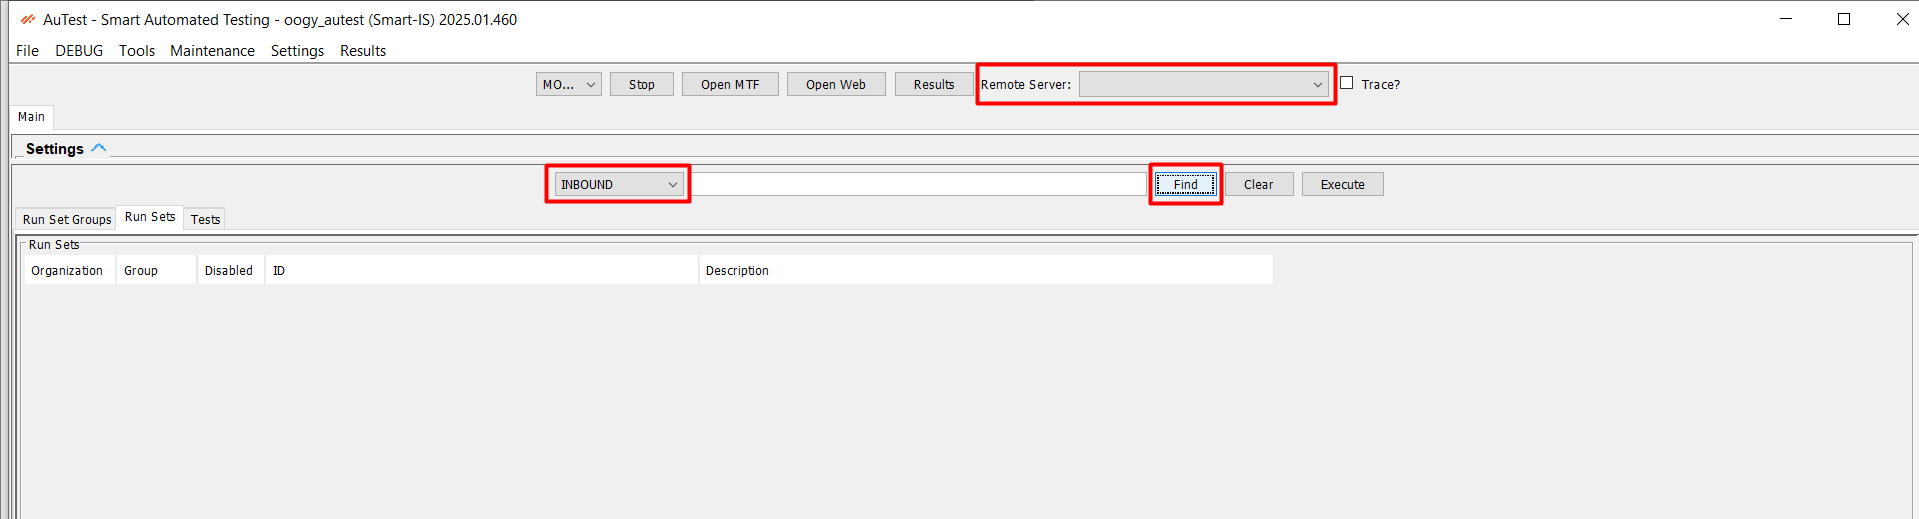 AuTest - Smart Automated Testing - oogy_autest (Smart-IS) 2025.01.460
File DEBUG Tools Maintenance Settings Results
MO... Stop Open MTF Open Web Results Remote Server: Trace?
Main
Settings
INBOUND Find Clear Execute
Run Set Groups Run Sets Tests
Run Sets
Organization Group Disabled ID Description